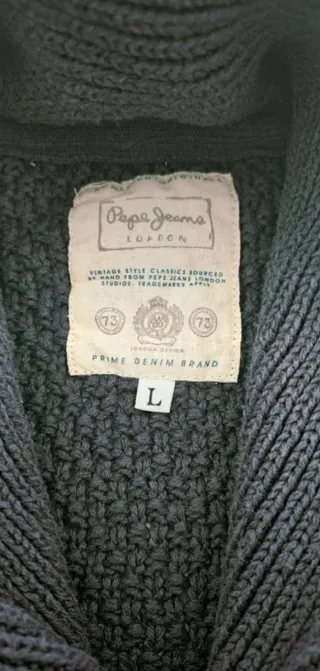 Pepe Jeans
LONDON
VINTAGE STYLE CLASSICS SOURCED
BY HAND FROM PEPE JEANS LONDON
STUDIOS. TRADEMARKS APPLY.
73 73
LONDON DESIGN
PRIME DENIM BRAND
L